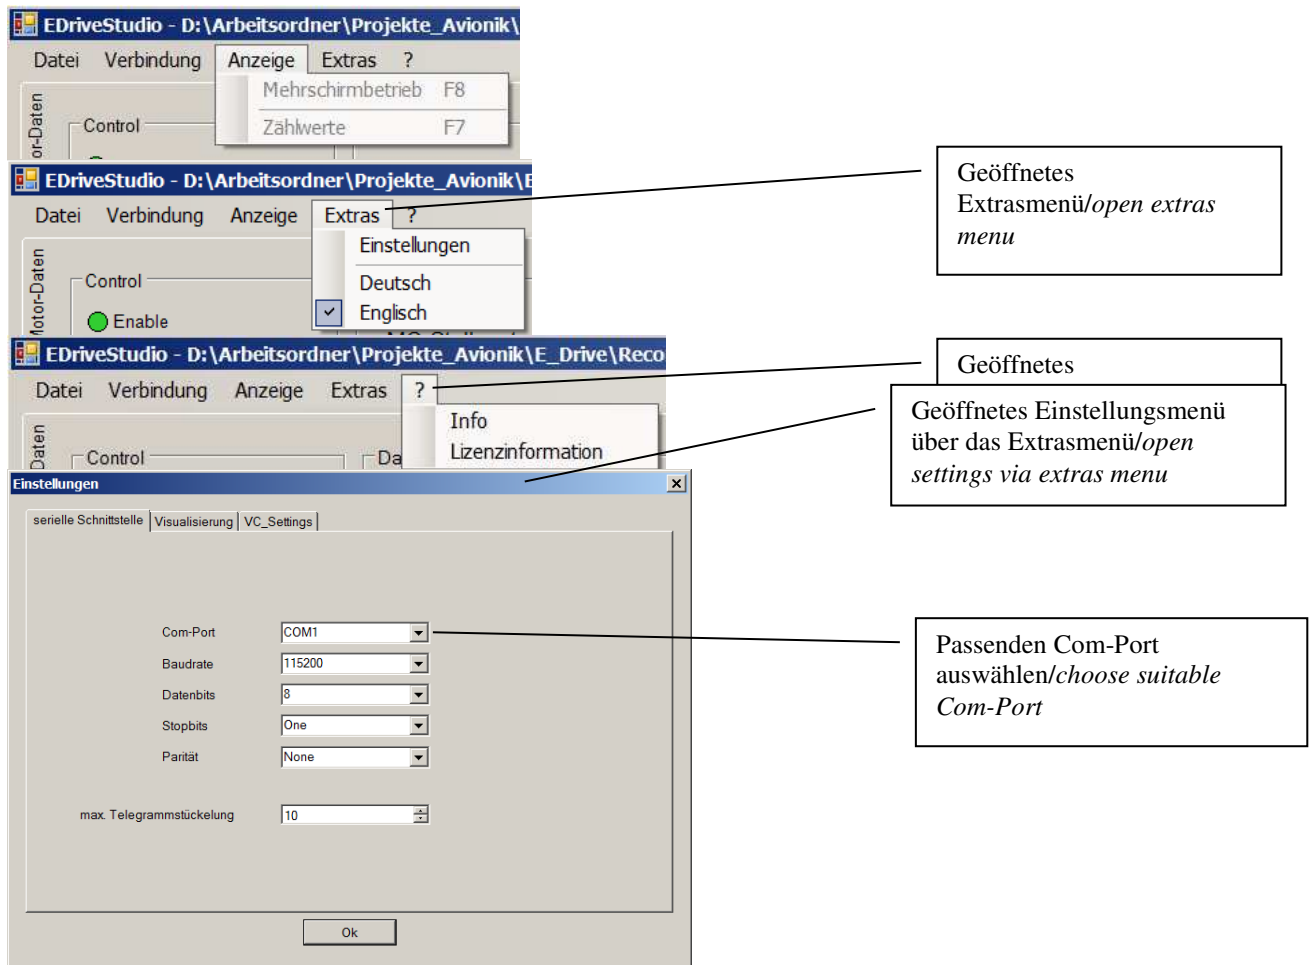 EDriveStudio - D:\Arbeitsordner\Projekte_Avionik\
Datei Verbindung Anzeige Extras ?
Mehrschirmbetrieb F8
Zählwerte F7
or-Daten
Control
EDriveStudio - D:\Arbeitsordner\Projekte_Avionik\E
Datei Verbindung Anzeige Extras ?
Einstellungen
Deutsch
Englisch
Motor-Daten
Control
Enable
Geöffnetes
Extrasmenü/open extras
menu
EDriveStudio - D:\Arbeitsordner\Projekte_Avionik\E_Drive\Reco
Datei Verbindung Anzeige Extras ?
Info
Lizenzinformation
Daten
Control
Da
Geöffnetes
Geöffnetes Einstellungsmenü
über das Extrasmenü/open
settings via extras menu
Einstellungen
serielle Schnittstelle Visualisierung VC_Settings
Com-Port COM1
Baudrate 115200
Datenbits 8
Stopbits One
Parität None
max. Telegrammstückelung 10
Ok
Passenden Com-Port
auswählen/choose suitable
Com-Port